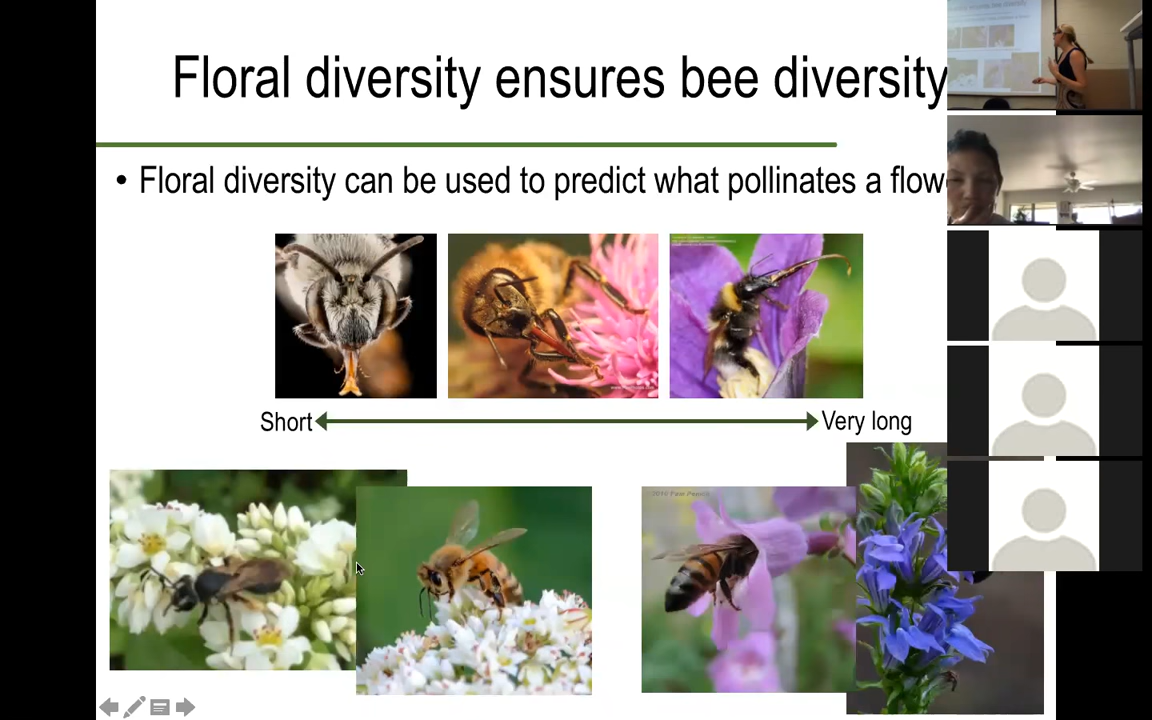 Floral diversity ensures bee diversity
• Floral diversity can be used to predict what pollinates a flow
Short
Very long